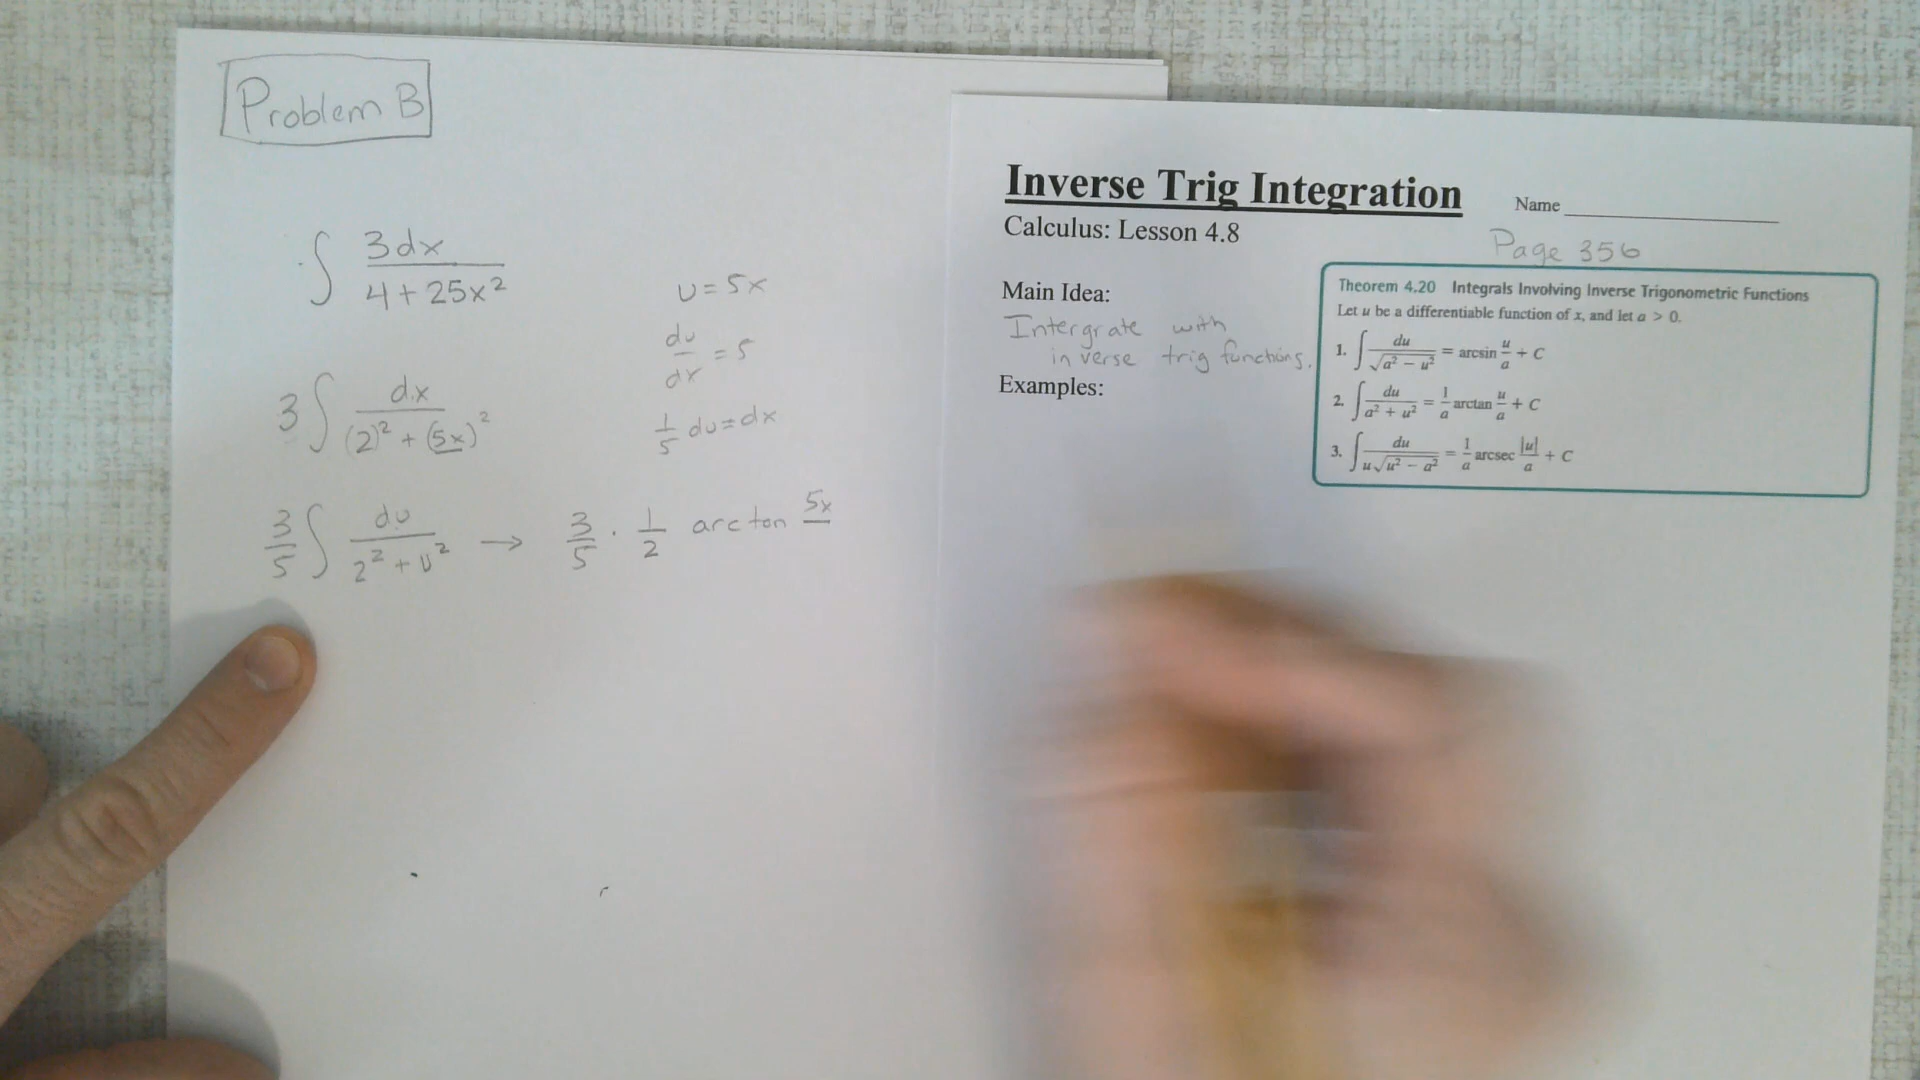 Problem B
∫ 3dx / 4 + 25x²
u = 5x
du/dx = 5
3 ∫ dx / (2)² + (5x)²
1/5 du = dx
3/5 ∫ du / 2² + u² → 3/5 · 1/2 arctan 5x
Inverse Trig Integration
Name
Calculus: Lesson 4.8
Page 356
Main Idea:
Intergrate with
inverse trig functions.
Examples:
Theorem 4.20 Integrals Involving Inverse Trigonometric Functions
Let u be a differentiable function of x, and let a > 0.
1. ∫ du / √a² − u² = arcsin u/a + C
2. ∫ du / a² + u² = 1/a arctan u/a + C
3. ∫ du / u√u² − a² = 1/a arcsec |u|/a + C